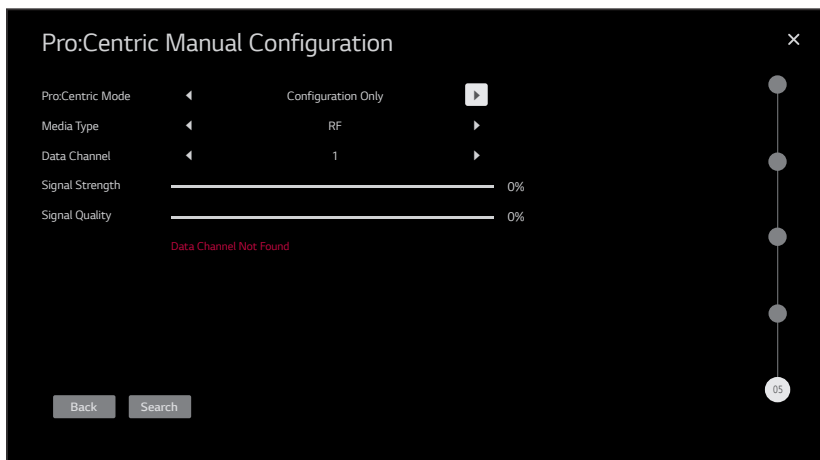 Pro:Centric Manual Configuration
Pro:Centric Mode Configuration Only
Media Type RF
Data Channel 1
Signal Strength 0%
Signal Quality 0%
Data Channel Not Found
05
Back Search